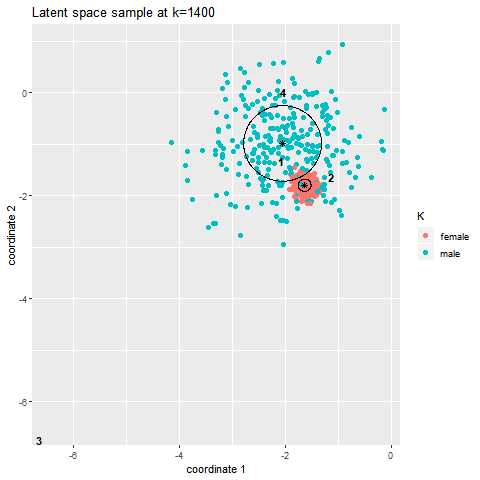 Latent space sample at k=1400
0
-2
-4
-6
coordinate 2
4
1
2
3
-6
-4
-2
0
coordinate 1
K
female
male